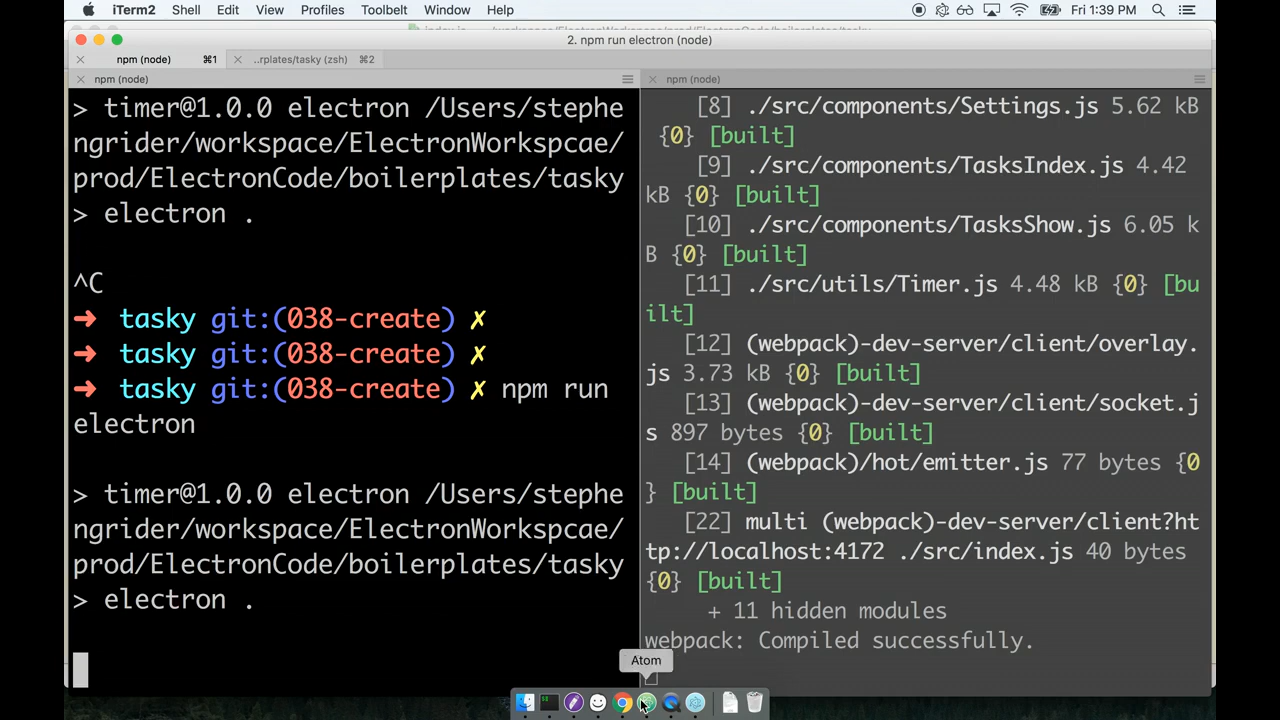 iTerm2 Shell Edit View Profiles Toolbelt Window Help Fri 1:39 PM
2. npm run electron (node)
npm (node) ⌘1 ..rplates/tasky (zsh) ⌘2
npm (node)
> timer@1.0.0 electron /Users/stephe
ngrider/workspace/ElectronWorkspcae/
prod/ElectronCode/boilerplates/tasky
> electron .
^C
➜ tasky git:(038-create) ✗
➜ tasky git:(038-create) ✗
➜ tasky git:(038-create) ✗ npm run
electron
> timer@1.0.0 electron /Users/stephe
ngrider/workspace/ElectronWorkspcae/
prod/ElectronCode/boilerplates/tasky
> electron .
npm (node)
[8] ./src/components/Settings.js 5.62 kB
{0} [built]
[9] ./src/components/TasksIndex.js 4.42
kB {0} [built]
[10] ./src/components/TasksShow.js 6.05 k
B {0} [built]
[11] ./src/utils/Timer.js 4.48 kB {0} [bu
ilt]
[12] (webpack)-dev-server/client/overlay.
js 3.73 kB {0} [built]
[13] (webpack)-dev-server/client/socket.j
s 897 bytes {0} [built]
[14] (webpack)/hot/emitter.js 77 bytes {0
} [built]
[22] multi (webpack)-dev-server/client?ht
tp://localhost:4172 ./src/index.js 40 bytes
{0} [built]
+ 11 hidden modules
webpack: Compiled successfully.
Atom